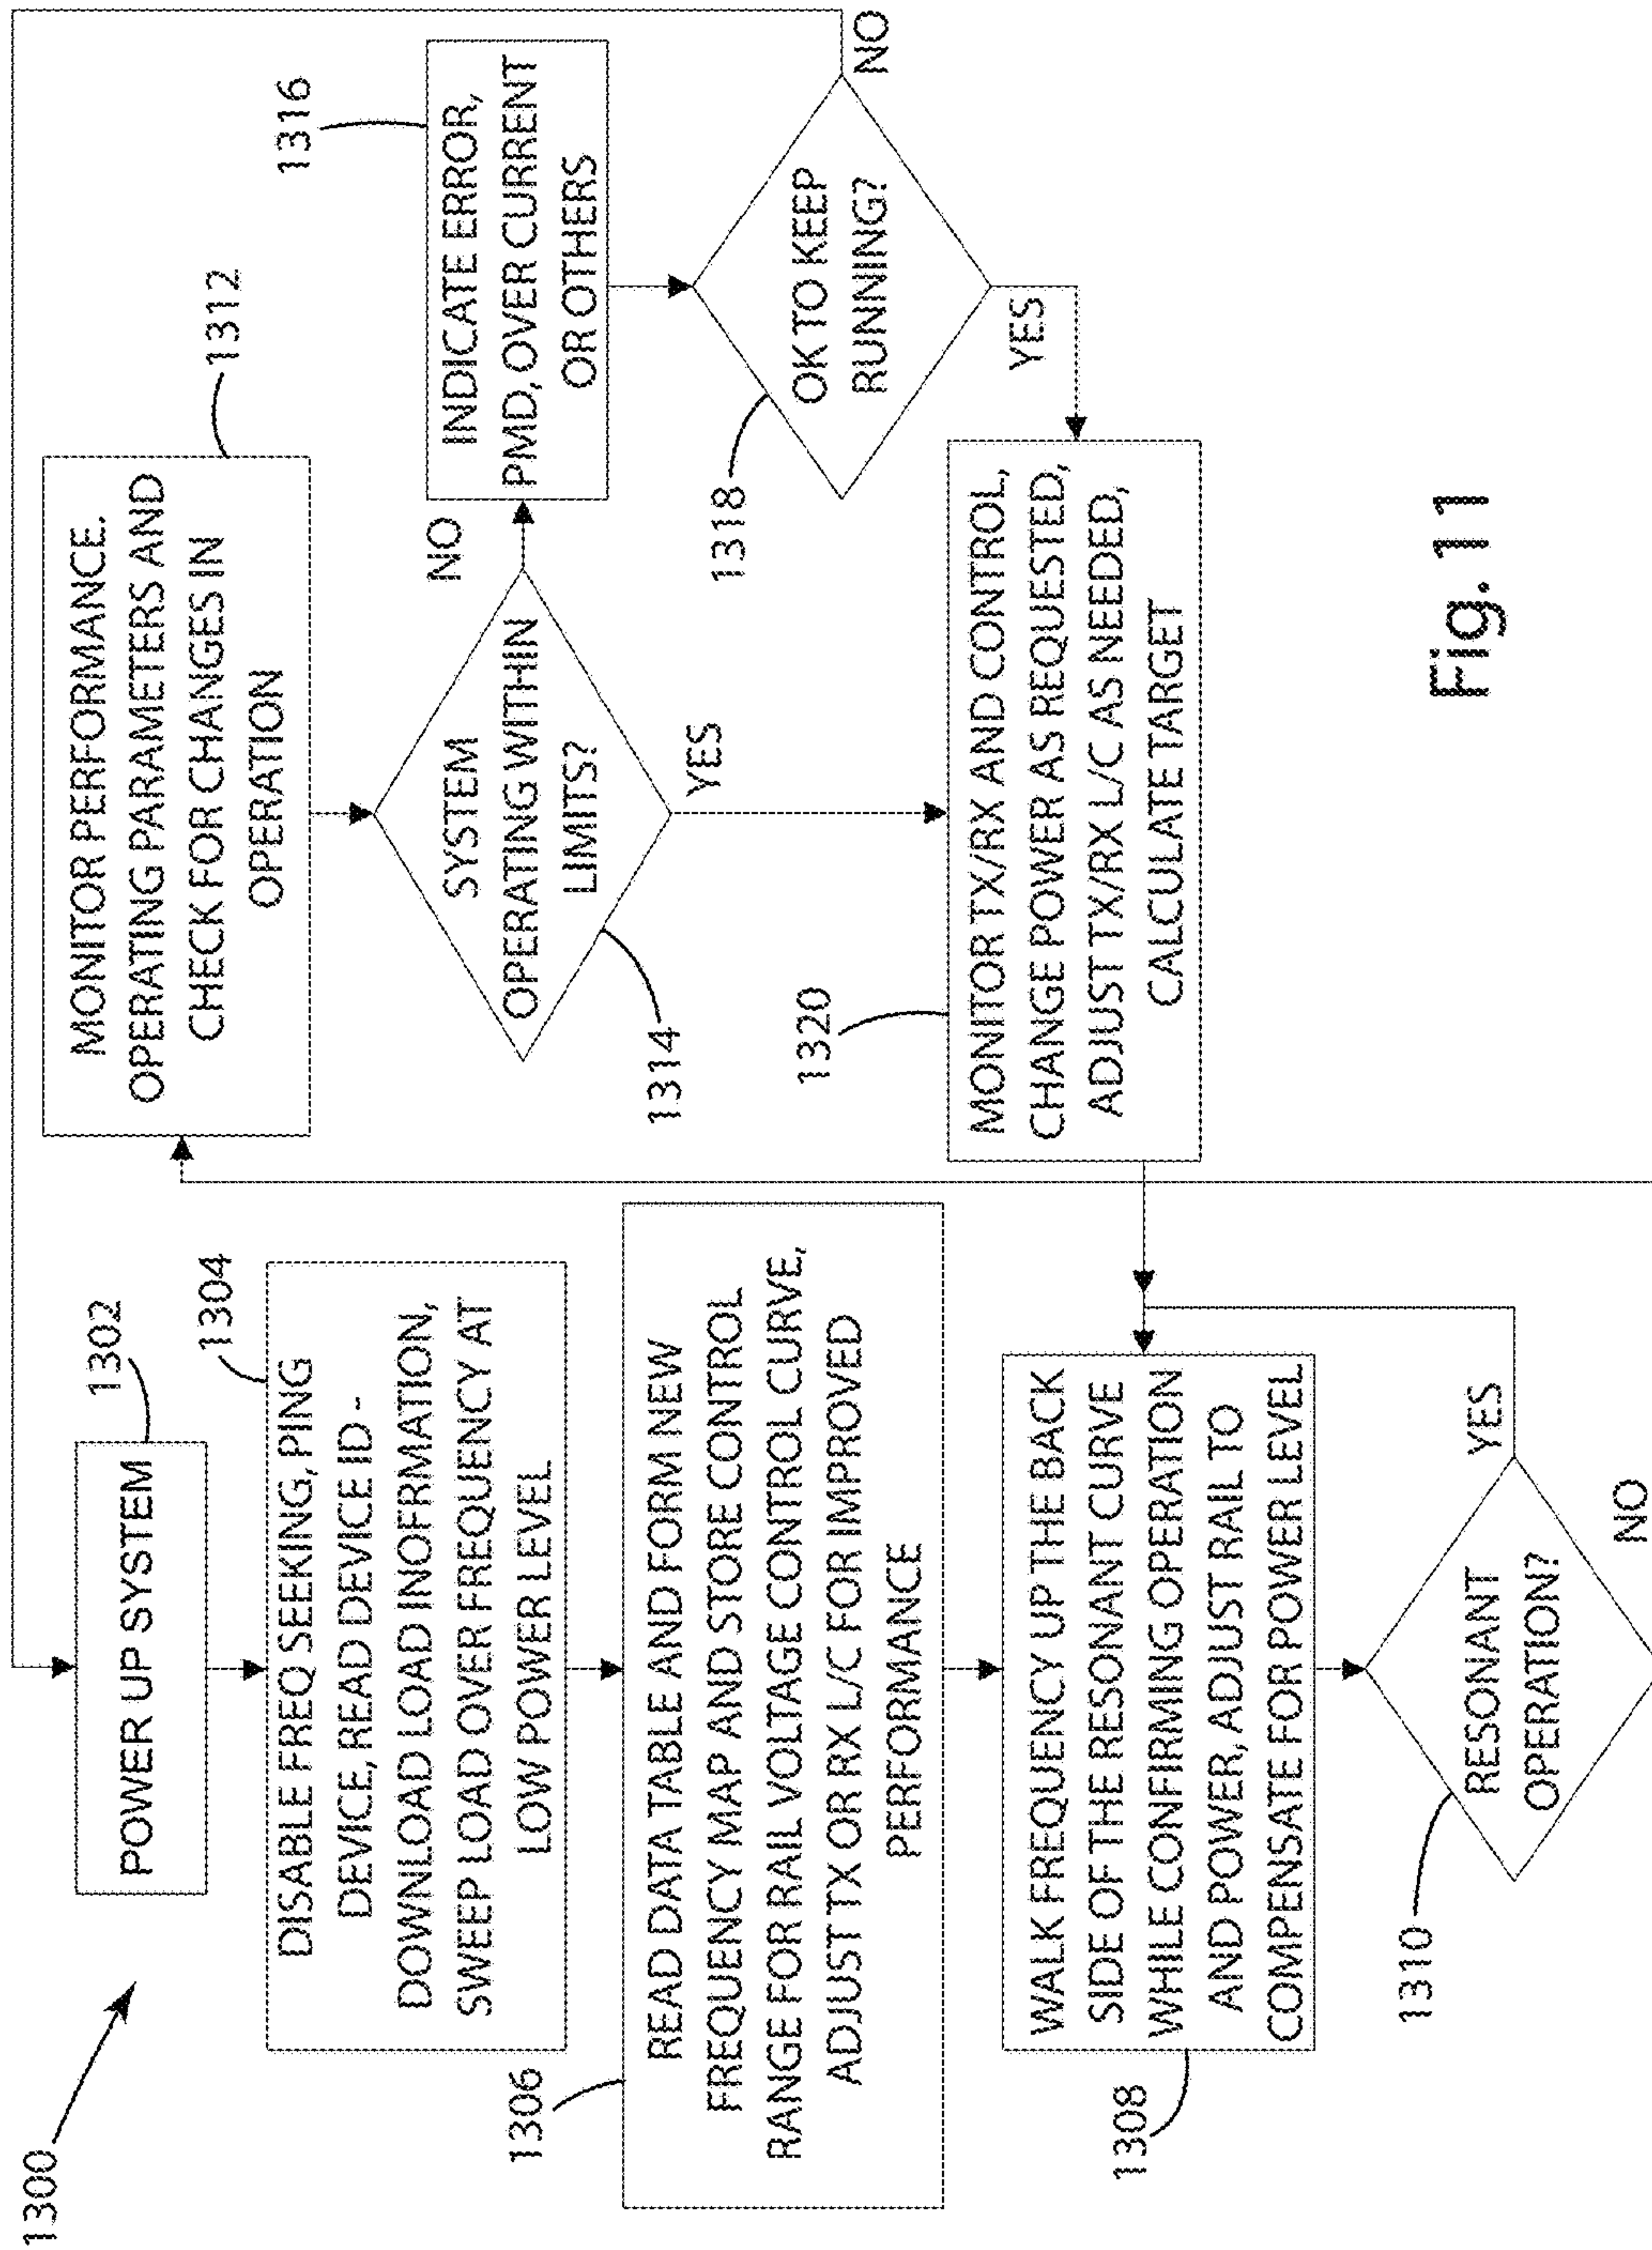 1300
POWER UP SYSTEM
1302
1304
DISABLE FREQ SEEKING, PING
DEVICE, READ DEVICE ID -
DOWNLOAD LOAD INOFRMATION,
SWEEP LOAD OVER FREQUENCY AT
LOW POWER LEVEL
1306
READ DATA TABLE AND FORM NEW
FREQUENCY MAP AND STORE CONTROL
RANGE FOR RAIL VOLTAGE CONTROL CURVE,
ADJUST TX OR RX L/C FOR IMPROVED
PERFORMANCE
1308
WALK FREQUENCY UP THE BACK
SIDE OF THE RESONANT CURVE
WHILE CONFIRMING OPERATION
AND POWER, ADJUST RAIL TO
COMPENSATE FOR POWER LEVEL
1310
RESONANT
OPERATION?
YES
NO
MONITOR PERFORMANCE.
OPERATING PARAMETERS AND
CHECK FOR CHANGES IN
OPERATION
1312
SYSTEM
OPERATING WITHIN
LIMITS?
1314
NO
YES
1316
INDICATE ERROR,
PMD, OVER CURRENT
OR OTHERS
1318
OK TO KEEP
RUNNING?
NO
YES
1320
MONITOR TX/RX AND CONTROL,
CHANGE POWER AS REQUESTED,
ADJUST TX/RX L/C AS NEEDED,
CALCULATE TARGET
Fig. 11